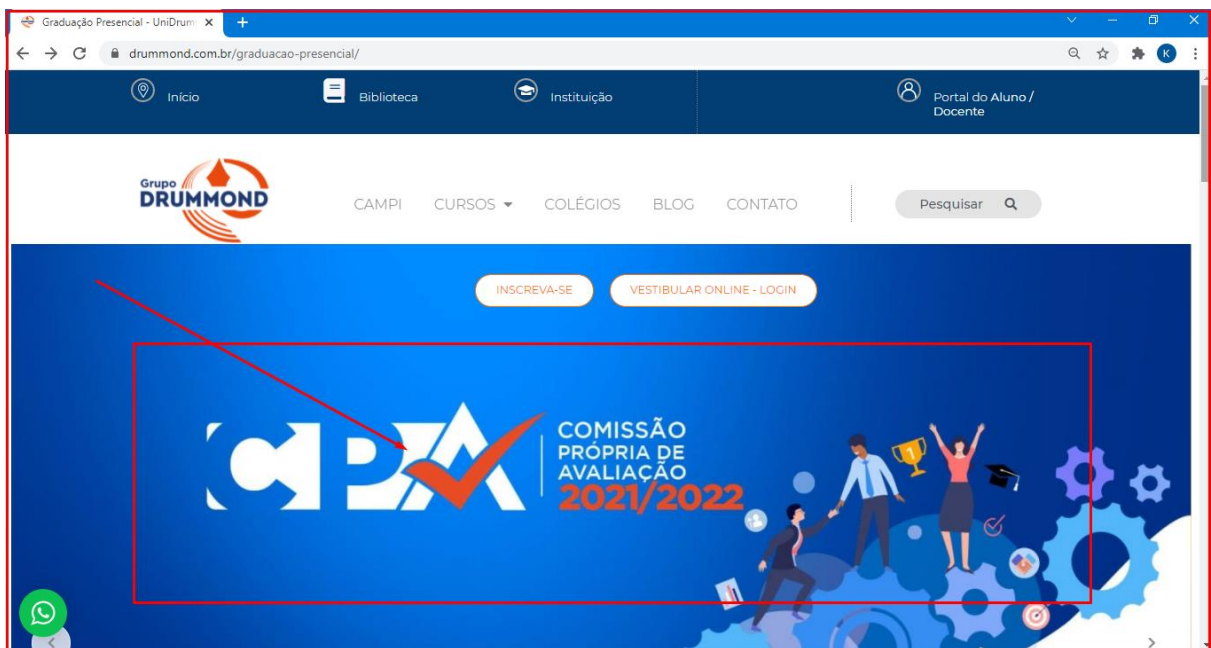 Graduação Presencial - UniDrum
drummond.com.br/graduacao-presencial/
K
Início
Biblioteca
Instituição
Portal do Aluno /
Docente
Grupo
DRUMMOND
CAMPI
CURSOS
COLÉGIOS
BLOG
CONTATO
Pesquisar
INSCREVA-SE
VESTIBULAR ONLINE - LOGIN
CPA
COMISSÃO
PRÓPRIA DE
AVALIAÇÃO
2021/2022
1